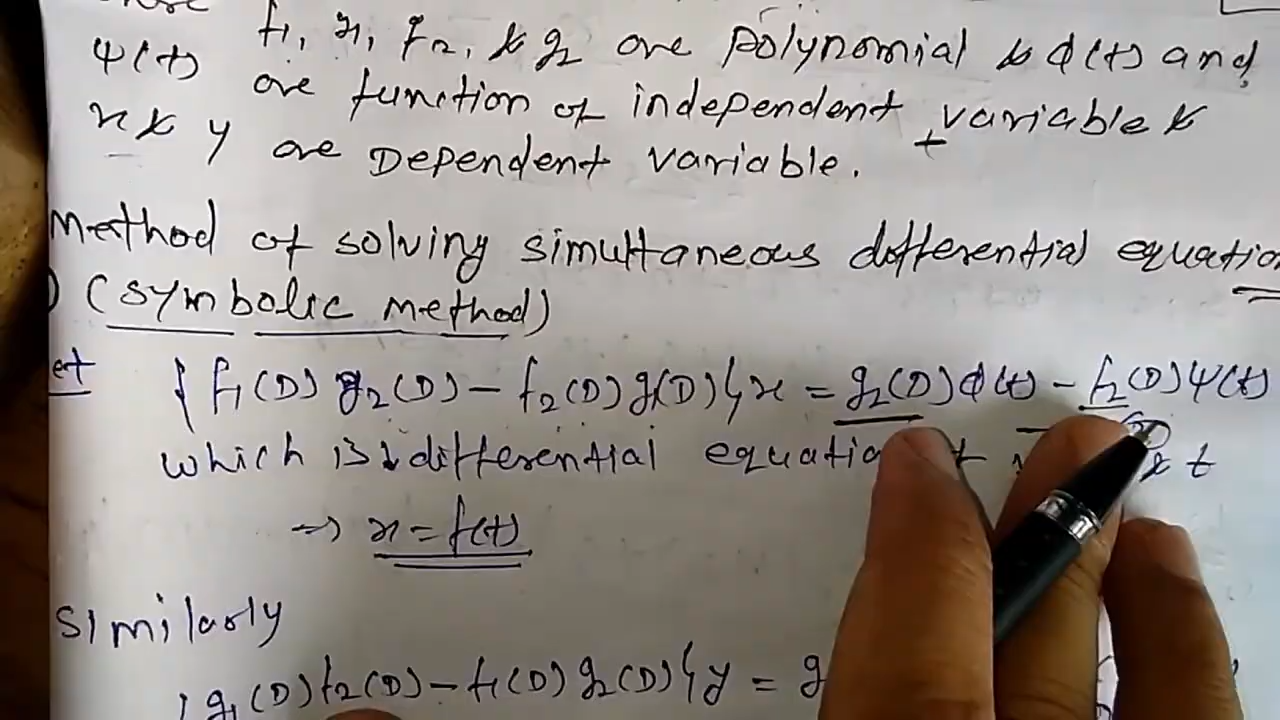 f1, g1, f2, & g2 are polynomial & ϕ(t) and
ψ(t) are function of independent variable t &
x & y are Dependent variable.
Method of solving simultaneous differential equation
) (symbolic method)
et {f1(D) g2(D) - f2(D) g1(D)}x = g2(D)ϕ(t) - f2(D)ψ(t)
which is differential equation t
⇒ x = f(t)
Similarly
g1(D) f2(D) - f1(D) g2(D)}y = g